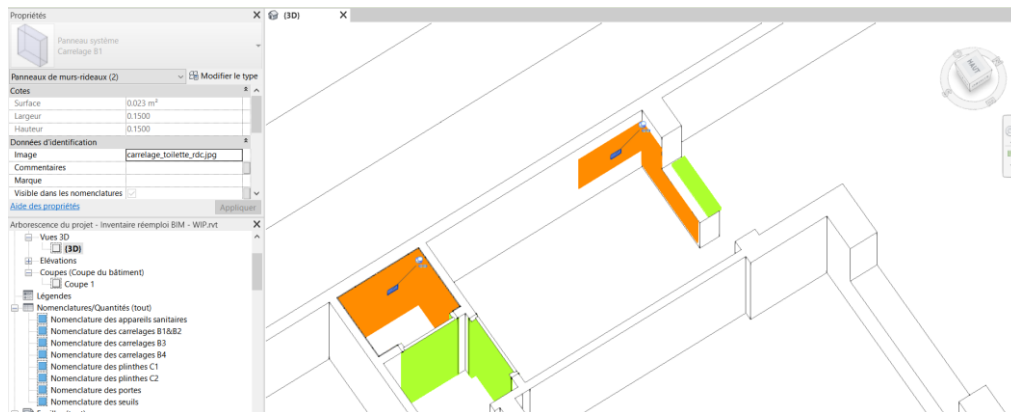 Propriétés
(3D)
Panneau système
Carrelage B1
Panneaux de murs-rideaux (2)
Modifier le type
Cotes
Surface 0.023 m²
Largeur 0.1500
Hauteur 0.1500
Données d'identification
Image carrelage_toilette_rdc.jpg
Commentaires
Marque
Visible dans les nomenclatures
Aide des propriétés
Appliquer
Arborescence du projet - Inventaire réemploi BIM - WIP.rvt
Vues 3D
(3D)
Elévations
Coupes (Coupe du bâtiment)
Coupe 1
Légendes
Nomenclatures/Quantités (tout)
Nomenclature des appareils sanitaires
Nomenclature des carrelages B1&B2
Nomenclature des carrelages B3
Nomenclature des carrelages B4
Nomenclature des plinthes C1
Nomenclature des plinthes C2
Nomenclature des portes
Nomenclature des seuils
HAUT